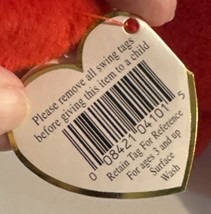 Please remove all swing tags
before giving this item to a child
0 08421 04101 5
Retain Tag For Reference
For ages 3 and up
Surface
Wash